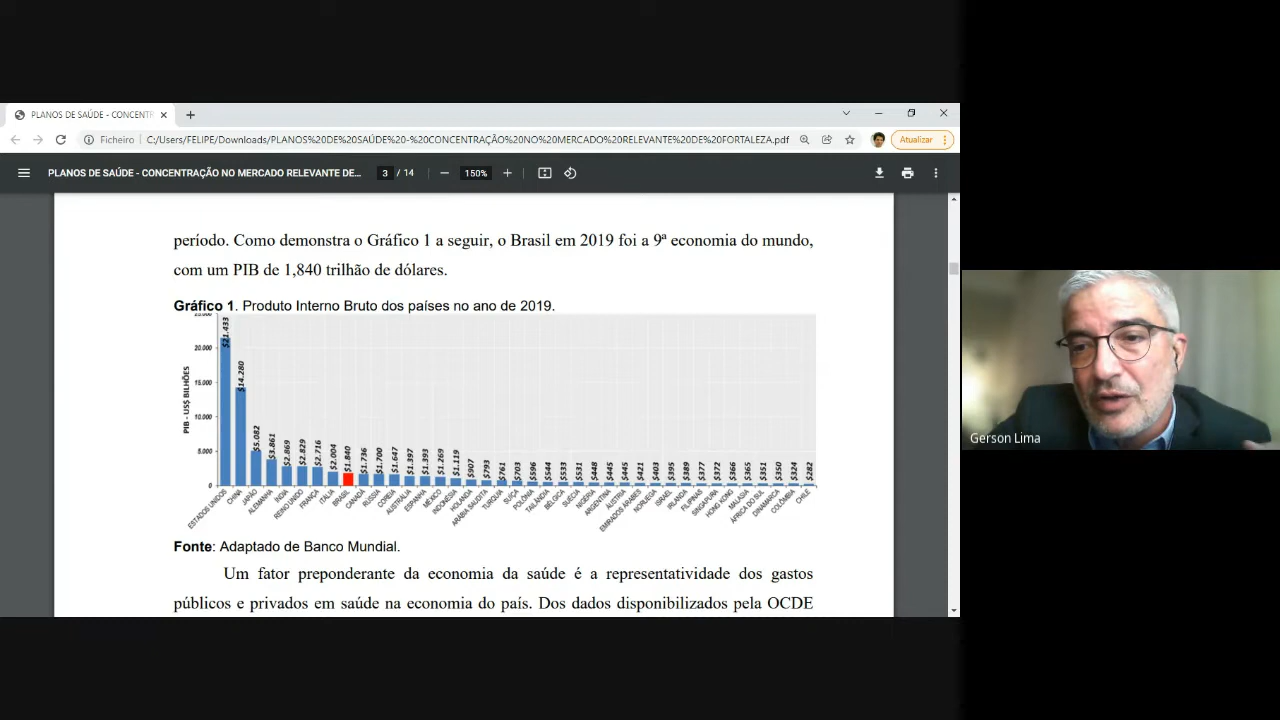 PLANOS DE SAÚDE - CONCENTR
Ficheiro
C:/Users/FELIPE/Downloads/PLANOS%20DE%20SAÚDE%20-%20CONCENTRAÇÃO%20NO%20MERCADO%20RELEVANTE%20DE%20FORTALEZA.pdf
Atualizar
PLANOS DE SAÚDE - CONCENTRAÇÃO NO MERCADO RELEVANTE DE...
3 / 14
150%
período. Como demonstra o Gráfico 1 a seguir, o Brasil em 2019 foi a 9ª economia do mundo,
com um PIB de 1,840 trilhão de dólares.
Gráfico 1. Produto Interno Bruto dos países no ano de 2019.
PIB - US$ BILHÕES
25.000
20.000
15.000
10.000
5.000
0
$21.433
$14.280
$5.082
$3.861
$2.869
$2.829
$2.716
$2.004
$1.840
$1.736
$1.700
$1.647
$1.397
$1.393
$1.269
$1.119
$907
$793
$761
$703
$596
$544
$533
$531
$448
$445
$445
$421
$403
$395
$389
$377
$372
$366
$365
$351
$350
$324
$282
ESTADOS UNIDOS
CHINA
JAPÃO
ALEMANHA
ÍNDIA
REINO UNIDO
FRANÇA
ITALIA
BRASIL
CANADÁ
RUSSIA
COREIA
AUSTRALIA
ESPANHA
MÉXICO
INDONÉSIA
HOLANDA
ARÁBIA SAUDITA
TURQUIA
SUIÇA
POLÔNIA
TAILANDIA
BÉLGICA
SUECIA
NIGERIA
ARGENTINA
ÁUSTRIA
EMIRADOS ÁRABES
NORUEGA
ISRAEL
IRLANDA
FILIPINAS
SINGAPURA
HONG KONG
MALASIA
ÁFRICA DO SUL
DINAMARCA
COLÔMBIA
CHILE
Fonte: Adaptado de Banco Mundial.
Um fator preponderante da economia da saúde é a representatividade dos gastos
públicos e privados em saúde na economia do país. Dos dados disponibilizados pela OCDE
Gerson Lima